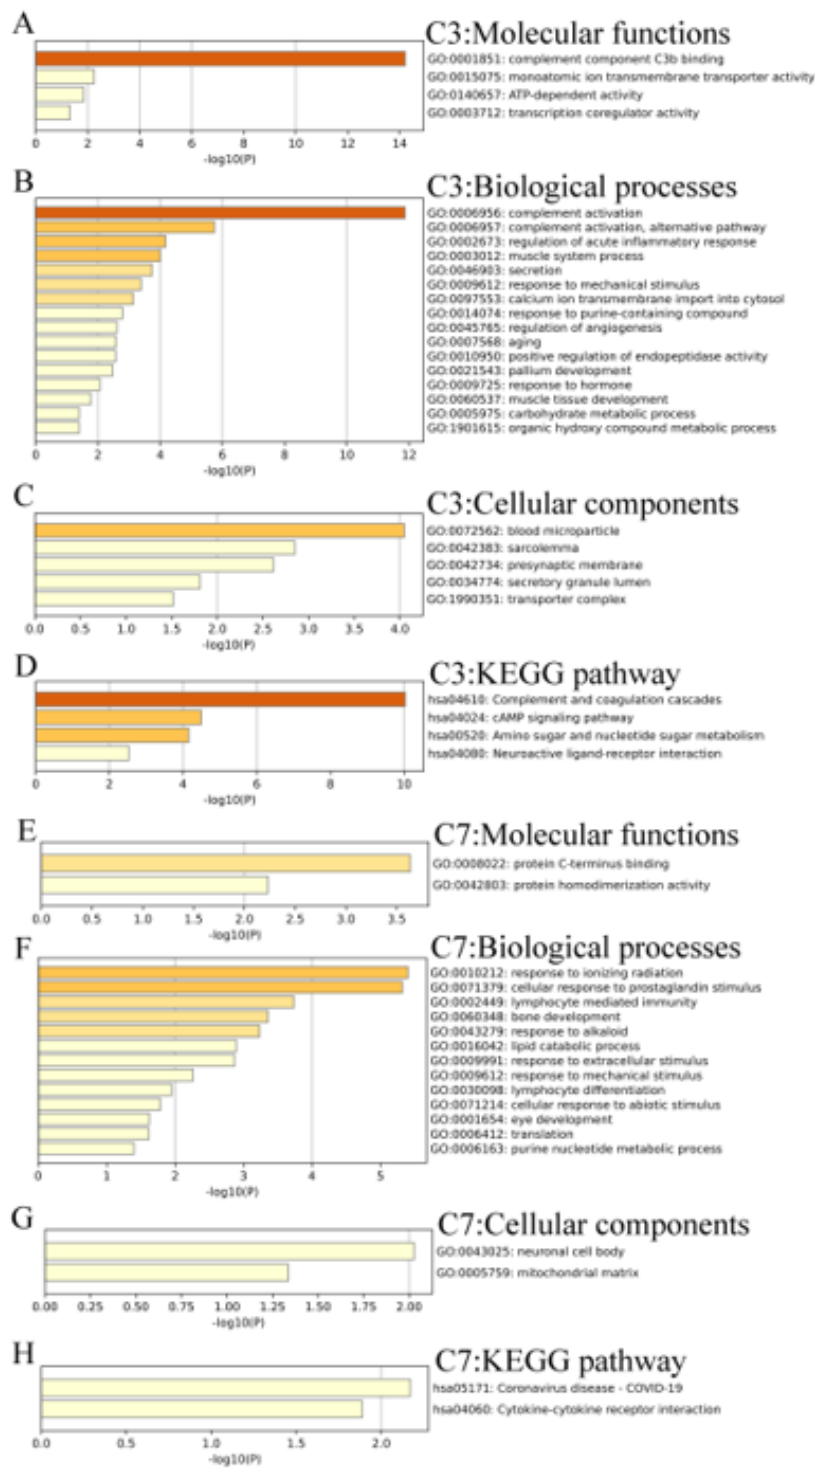 A
C3:Molecular functions
GO:0001851: complement component C3b binding
GO:0015075: monoatomic ion transmembrane transporter activity
GO:0140657: ATP-dependent activity
GO:0003712: transcription coregulator activity
0 2 4 6 8 10 12 14
-log10(P)
B
C3:Biological processes
GO:0006956: complement activation
GO:0006957: complement activation, alternative pathway
GO:0002673: regulation of acute inflammatory response
GO:0003012: muscle system process
GO:0046903: secretion
GO:0009612: response to mechanical stimulus
GO:0097553: calcium ion transmembrane import into cytosol
GO:0014074: response to purine-containing compound
GO:0045765: regulation of angiogenesis
GO:0007568: aging
GO:0010950: positive regulation of endopeptidase activity
GO:0021543: pallium development
GO:0009725: response to hormone
GO:0060537: muscle tissue development
GO:0005975: carbohydrate metabolic process
GO:1901615: organic hydroxy compound metabolic process
0 2 4 6 8 10 12
-log10(P)
C
C3:Cellular components
GO:0072562: blood microparticle
GO:0042383: sarcolemma
GO:0042734: presynaptic membrane
GO:0034774: secretory granule lumen
GO:1990351: transporter complex
0.0 0.5 1.0 1.5 2.0 2.5 3.0 3.5 4.0
-log10(P)
D
C3:KEGG pathway
hsa04610: Complement and coagulation cascades
hsa04024: cAMP signaling pathway
hsa00520: Amino sugar and nucleotide sugar metabolism
hsa04080: Neuroactive ligand-receptor interaction
0 2 4 6 8 10
-log10(P)
E
C7:Molecular functions
GO:0008022: protein C-terminus binding
GO:0042803: protein homodimerization activity
0.0 0.5 1.0 1.5 2.0 2.5 3.0 3.5
-log10(P)
F
C7:Biological processes
GO:0010212: response to ionizing radiation
GO:0071379: cellular response to prostaglandin stimulus
GO:0002449: lymphocyte mediated immunity
GO:0060348: bone development
GO:0043279: response to alkaloid
GO:0016042: lipid catabolic process
GO:0009991: response to extracellular stimulus
GO:0009612: response to mechanical stimulus
GO:0030098: lymphocyte differentiation
GO:0071214: cellular response to abiotic stimulus
GO:0001654: eye development
GO:0006412: translation
GO:0006163: purine nucleotide metabolic process
0 1 2 3 4 5
-log10(P)
G
C7:Cellular components
GO:0043025: neuronal cell body
GO:0005759: mitochondrial matrix
0.00 0.25 0.50 0.75 1.00 1.25 1.50 1.75 2.00
-log10(P)
H
C7:KEGG pathway
hsa05171: Coronavirus disease - COVID-19
hsa04060: Cytokine-cytokine receptor interaction
0.0 0.5 1.0 1.5 2.0
-log10(P)